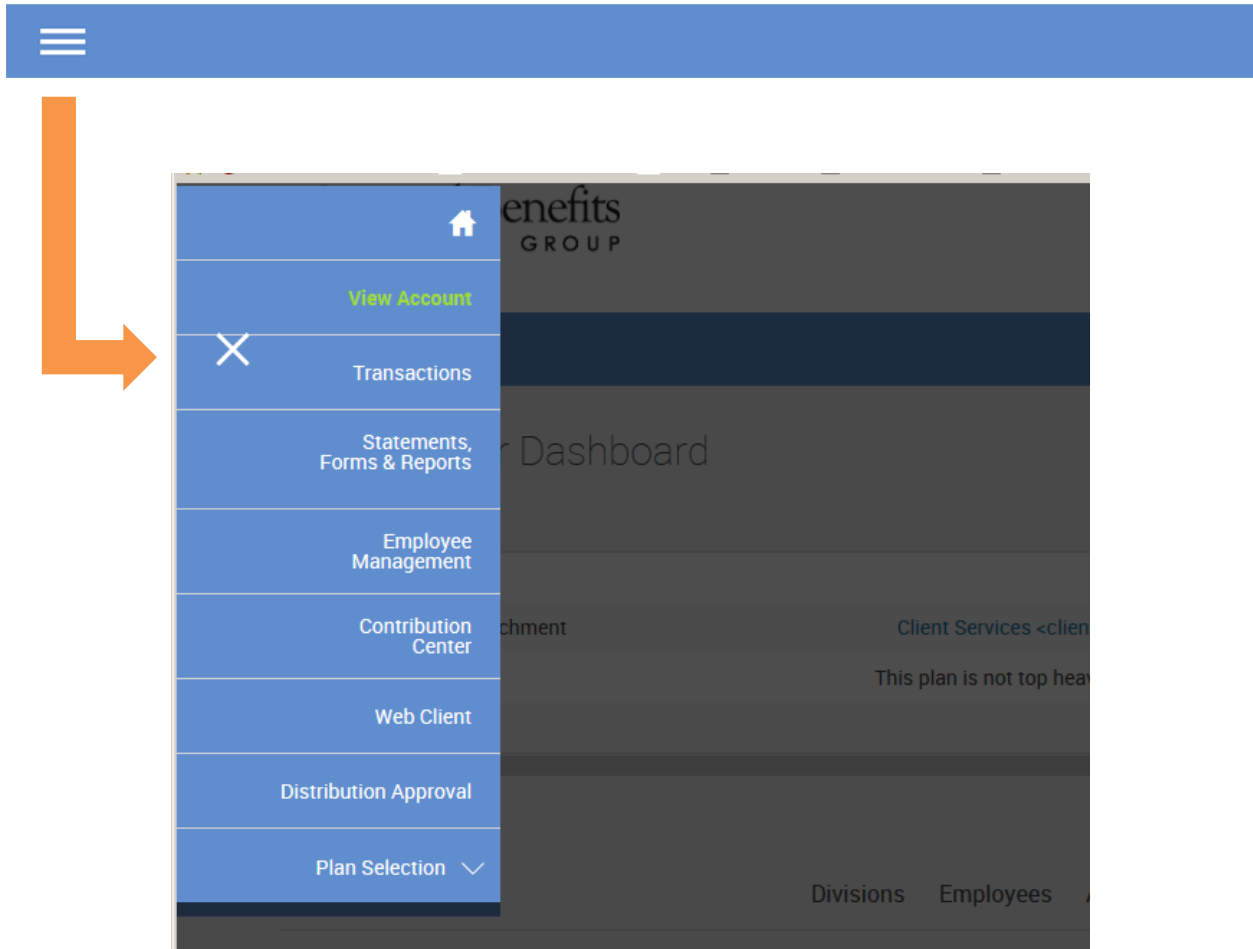 enefits
GROUP
View Account
Transactions
Statements,
Forms & Reports
Dashboard
Employee
Management
Contribution
Center
chment
Client Services <clien
This plan is not top hea
Web Client
Distribution Approval
Plan Selection
Divisions Employees